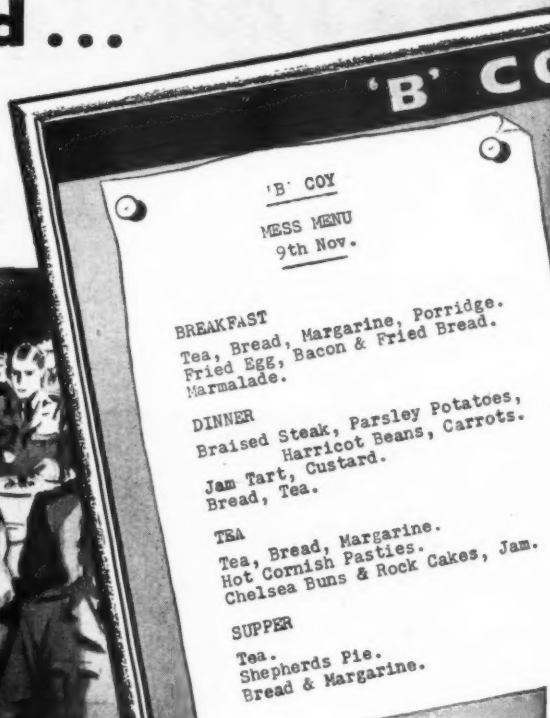 'B' C
'B' COY
MESS MENU
9th Nov.
BREAKFAST
Tea, Bread, Margarine, Porridge.
Fried Egg, Bacon & Fried Bread.
Marmalade.
DINNER
Braised Steak, Parsley Potatoes,
Harricot Beans, Carrots.
Jam Tart, Custard.
Bread, Tea.
TEA
Tea, Bread, Margarine.
Hot Cornish Pasties.
Chelsea Buns & Rock Cakes, Jam.
SUPPER
Tea.
Shepherds Pie.
Bread & Margarine.